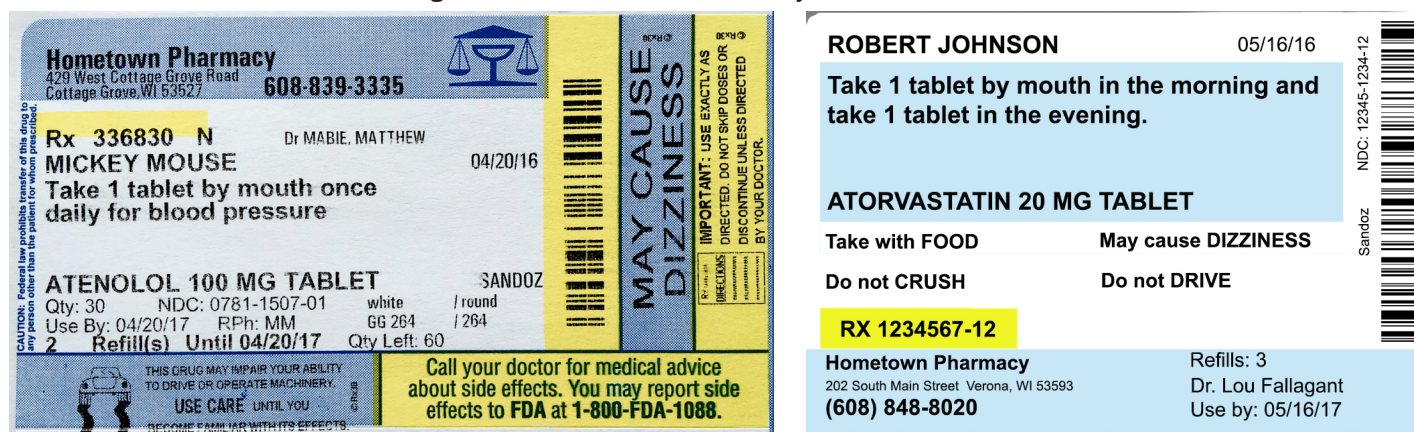 Hometown Pharmacy
429 West Cottage Grove Road
Cottage Grove, WI 53527
608-839-3335
CAUTION: Federal law prohibits transfer of this drug to
any person other than the patient for whom prescribed.
Rx 336830 N
Dr MABIE, MATTHEW
MICKEY MOUSE
04/20/16
Take 1 tablet by mouth once
daily for blood pressure
ATENOLOL 100 MG TABLET
SANDOZ
Qty: 30 NDC: 0781-1507-01 white / round
Use By: 04/20/17 RPh: MM GG 264 / 264
2 Refill(s) Until 04/20/17 Qty Left: 60
MAY CAUSE
DIZZINESS
IMPORTANT: USE EXACTLY AS
DIRECTED. DO NOT SKIP DOSES OR
DISCONTINUE UNLESS DIRECTED
BY YOUR DOCTOR.
DIRECTIONS
THIS DRUG MAY IMPAIR YOUR ABILITY
TO DRIVE OR OPERATE MACHINERY.
USE CARE UNTIL YOU
BECOME FAMILIAR WITH ITS EFFECTS.
Call your doctor for medical advice
about side effects. You may report side
effects to FDA at 1-800-FDA-1088.
ROBERT JOHNSON
05/16/16
Take 1 tablet by mouth in the morning and
take 1 tablet in the evening.
ATORVASTATIN 20 MG TABLET
Take with FOOD
May cause DIZZINESS
Do not CRUSH
Do not DRIVE
RX 1234567-12
Hometown Pharmacy
202 South Main Street Verona, WI 53593
(608) 848-8020
Refills: 3
Dr. Lou Fallagant
Use by: 05/16/17
NDC: 12345-1234-12
Sandoz